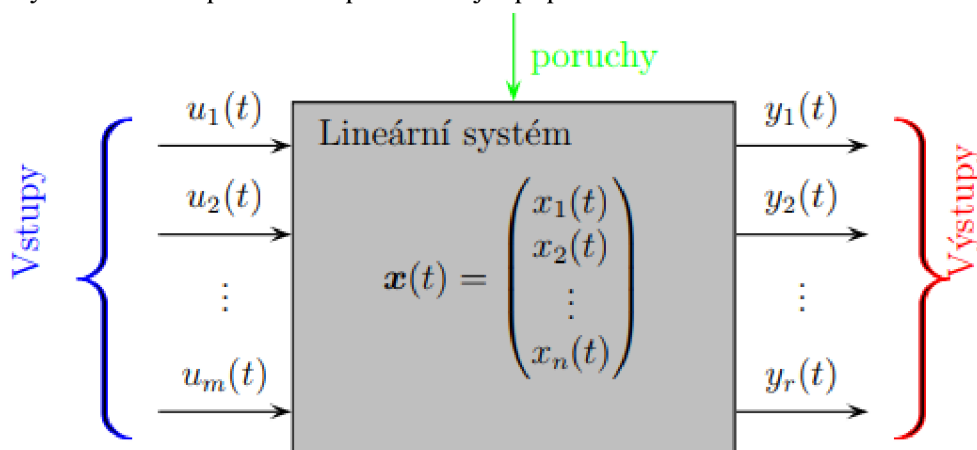 poruchy
Vstupy
u₁(t)
u₂(t)
⋮
uₘ(t)
Lineární systém
x(t) = (x₁(t) x₂(t) ⋮ xₙ(t))
y₁(t)
y₂(t)
⋮
yᵣ(t)
Výstupy